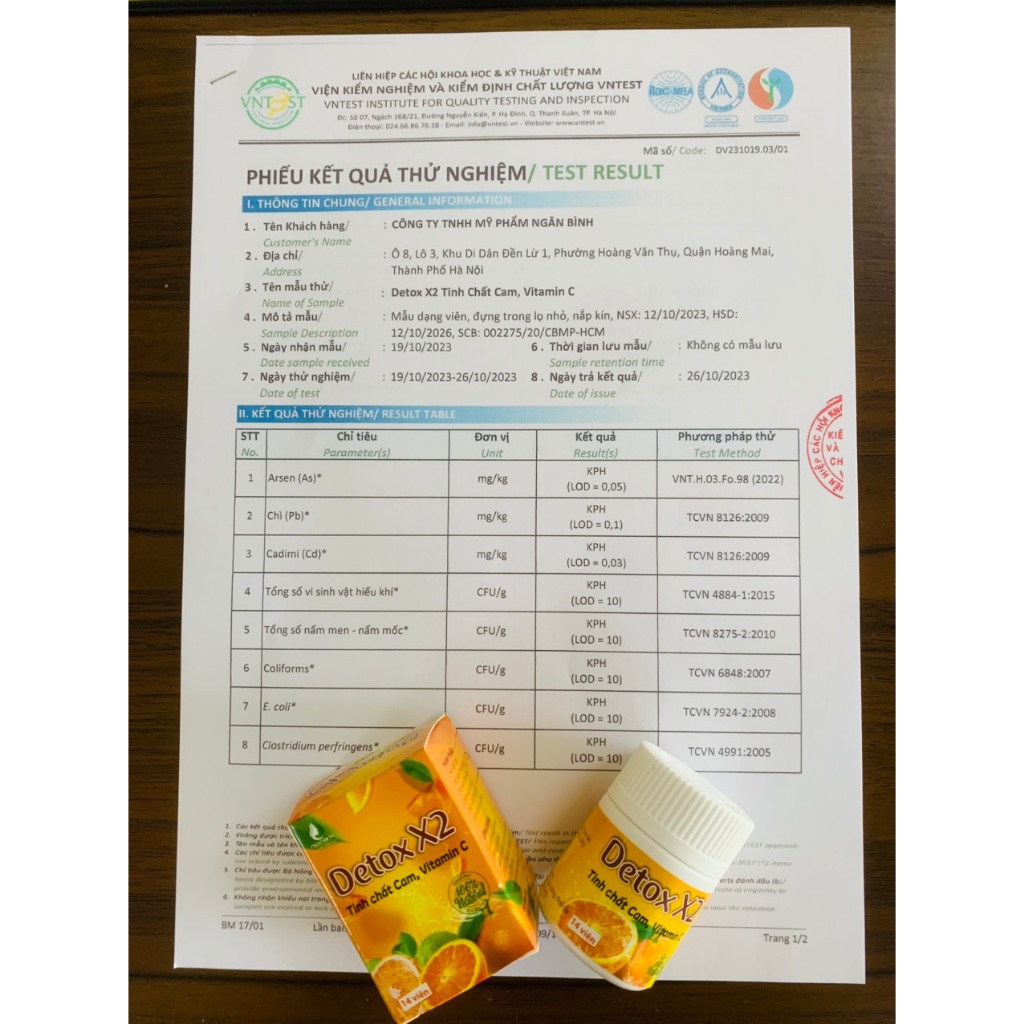 LIÊN HIỆP CÁC HỘI KHOA HỌC & KỸ THUẬT VIỆT NAM
VIỆN KIỂM NGHIỆM VÀ KIỂM ĐỊNH CHẤT LƯỢNG VNTEST
VNTEST INSTITUTE FOR QUALITY TESTING AND INSPECTION
Đc: Số 07, Ngách 168/21, Đường Nguyễn Xiển, P. Hạ Đình, Q. Thanh Xuân, TP. Hà Nội
Điện thoại: 024.66.86.76.38 - Email: info@vntest.vn - Website: www.vntest.vn
VNTEST
ilac-MRA
Mã số/ Code: DV231019.03/01
PHIẾU KẾT QUẢ THỬ NGHIỆM/ TEST RESULT
I. THÔNG TIN CHUNG/ GENERAL INFORMATION
1. Tên Khách hàng/ : CÔNG TY TNHH MỸ PHẨM NGÂN BÌNH
Customer's Name
2. Địa chỉ/ : Ô 8, Lô 3, Khu Di Dân Đền Lừ 1, Phường Hoàng Văn Thụ, Quận Hoàng Mai,
Address Thành Phố Hà Nội
3. Tên mẫu thử/ : Detox X2 Tinh Chất Cam, Vitamin C
Name of Sample
4. Mô tả mẫu/ : Mẫu dạng viên, đựng trong lọ nhỏ, nắp kín, NSX: 12/10/2023, HSD:
Sample Description 12/10/2026, SCB: 002275/20/CBMP-HCM
5. Ngày nhận mẫu/ : 19/10/2023 6. Thời gian lưu mẫu/ : Không có mẫu lưu
Date sample received Sample retention time
7. Ngày thử nghiệm/ : 19/10/2023-26/10/2023 8. Ngày trả kết quả/ : 26/10/2023
Date of test Date of issue
II. KẾT QUẢ THỬ NGHIỆM/ RESULT TABLE
STT Chỉ tiêu Đơn vị Kết quả Phương pháp thử
No. Parameter(s) Unit Result(s) Test Method
1 Arsen (As)* mg/kg KPH (LOD = 0,05) VNT.H.03.Fo.98 (2022)
2 Chì (Pb)* mg/kg KPH (LOD = 0,1) TCVN 8126:2009
3 Cadimi (Cd)* mg/kg KPH (LOD = 0,03) TCVN 8126:2009
4 Tổng số vi sinh vật hiếu khí* CFU/g KPH (LOD = 10) TCVN 4884-1:2015
5 Tổng số nấm men - nấm mốc* CFU/g KPH (LOD = 10) TCVN 8275-2:2010
6 Coliforms* CFU/g KPH (LOD = 10) TCVN 6848:2007
7 E. coli* CFU/g KPH (LOD = 10) TCVN 7924-2:2008
8 Clostridium perfringens* CFU/g KPH (LOD = 10) TCVN 4991:2005
BM 17/01 Trang 1/2
Detox X2
Tinh chất Cam, Vitamin C
100%
Natural
14 viên
Detox X2
Tinh chất Cam, Vitamin C
14 viên